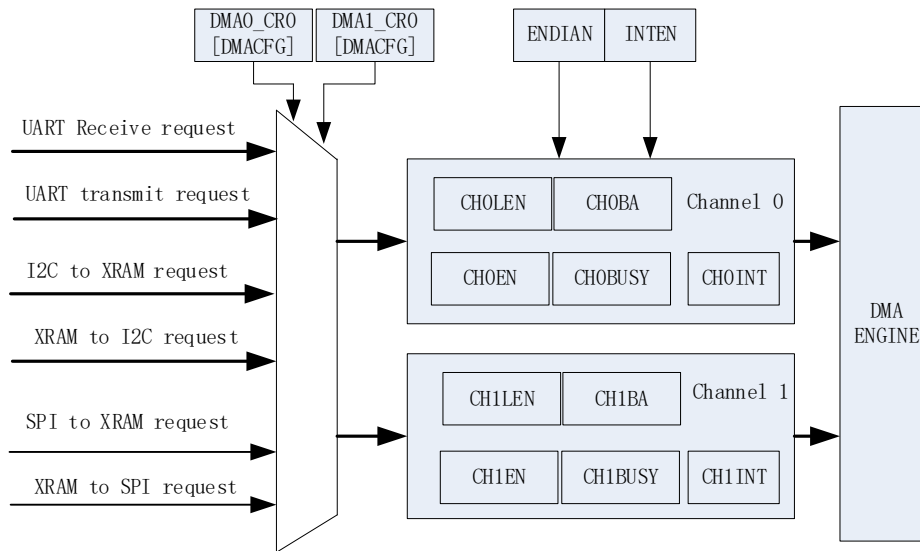 DMA0_CR0
[DMACFG]
DMA1_CR0
[DMACFG]
ENDIAN
INTEN
UART Receive request
UART transmit request
I2C to XRAM request
XRAM to I2C request
SPI to XRAM request
XRAM to SPI request
CH0LEN
CH0BA
Channel 0
CH0EN
CH0BUSY
CH0INT
CH1LEN
CH1BA
Channel 1
CH1EN
CH1BUSY
CH1INT
DMA
ENGINE